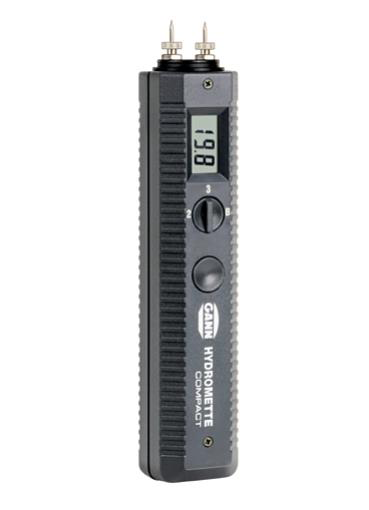 19.8
2 3 B
GANN
HYDROMETTE
COMPACT